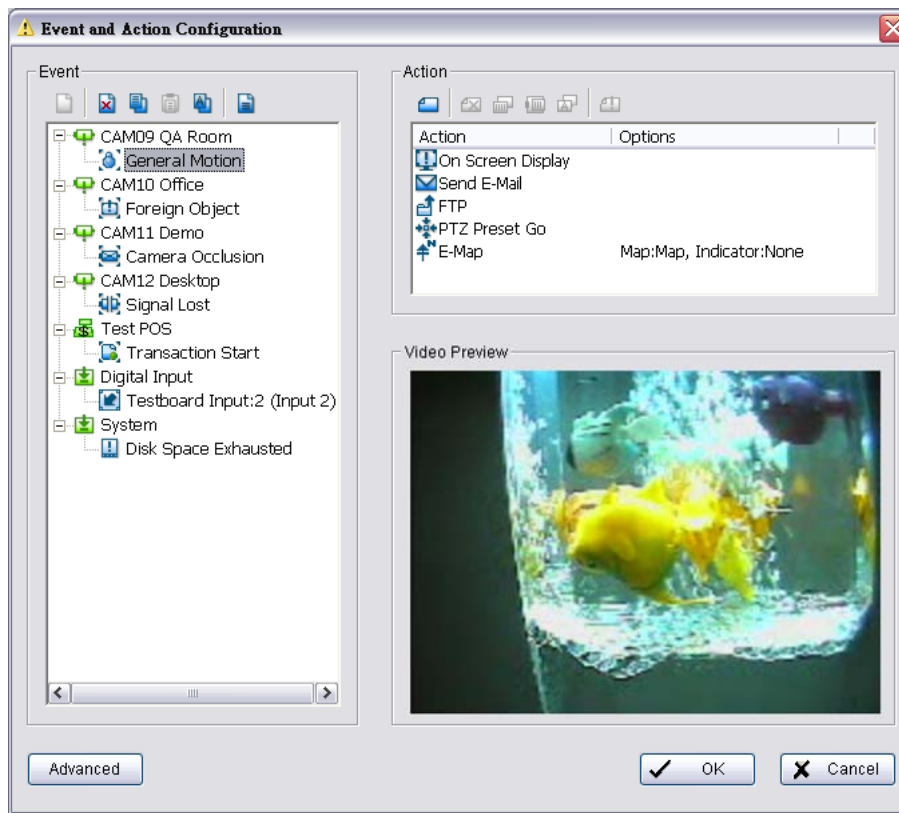 Event and Action Configuration
Event
CAM09 QA Room
General Motion
CAM10 Office
Foreign Object
CAM11 Demo
Camera Occlusion
CAM12 Desktop
Signal Lost
Test POS
Transaction Start
Digital Input
Testboard Input:2 (Input 2)
System
Disk Space Exhausted
Action
Action Options
On Screen Display
Send E-Mail
FTP
PTZ Preset Go
E-Map Map:Map, Indicator:None
Video Preview
Advanced
OK
Cancel